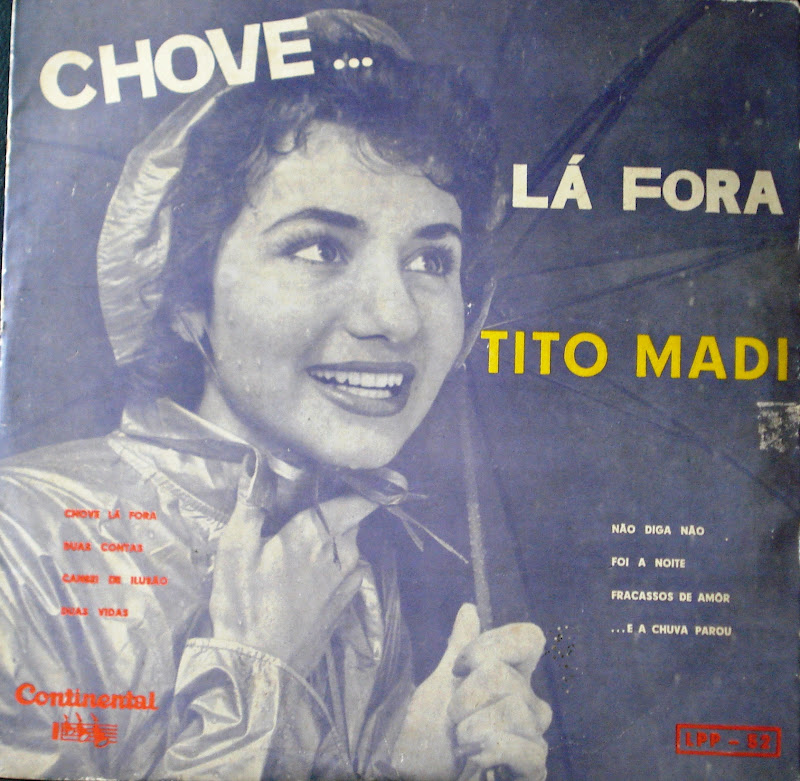 CHOVE...
LÁ FORA
TITO MADI
CHOVE LÁ FORA
DUAS CONTAS
CANSEI DE ILUSÃO
DUAS VIDAS
NÃO DIGA NÃO
FOI A NOITE
FRACASSOS DE AMÔR
...E A CHUVA PAROU
Continental
LPP - 52